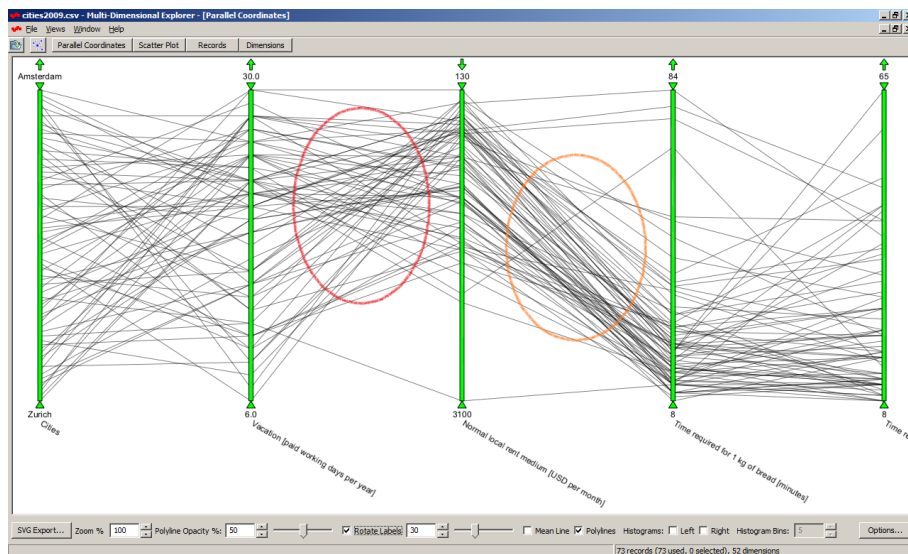 cities2009.csv - Multi-Dimensional Explorer - [Parallel Coordinates]
File Views Window Help
Parallel Coordinates Scatter Plot Records Dimensions
Amsterdam 30.0 130 84 65
Zurich 6.0 3100 8 8
Cities
Vacation [paid working days per year]
Normal local rent medium [USD per month]
Time required for 1 kg of bread [minutes]
Time
SVG Export... Zoom % 100 Polyline Opacity %: 50 Rotate Labels 30 Mean Line Polylines Histograms: Left Right Histogram Bins: 5 Options...
73 records (73 used, 0 selected), 52 dimensions